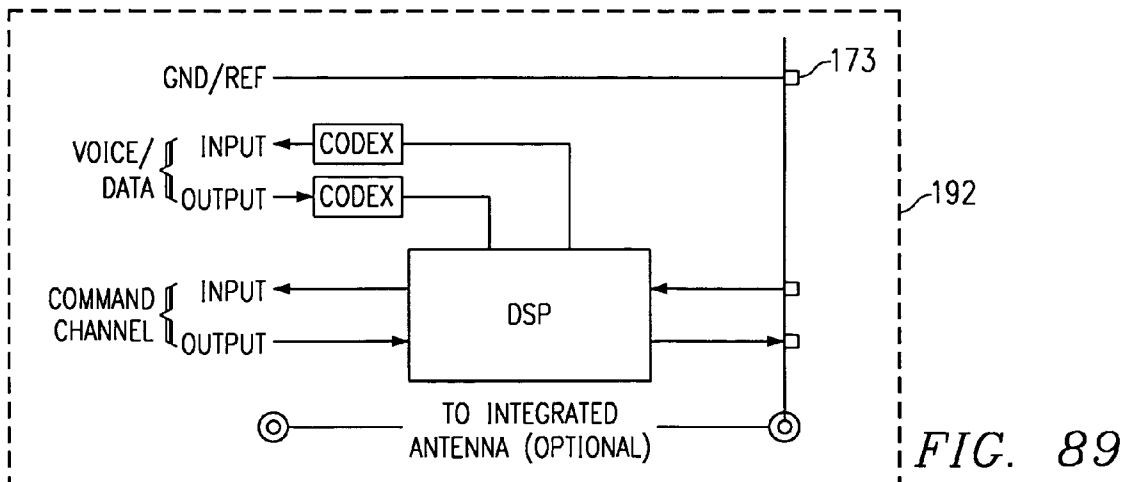 GND/REF
173
VOICE/
DATA
INPUT
CODEX
OUTPUT
CODEX
192
COMMAND
CHANNEL
INPUT
OUTPUT
DSP
TO INTEGRATED
ANTENNA (OPTIONAL)
FIG. 89